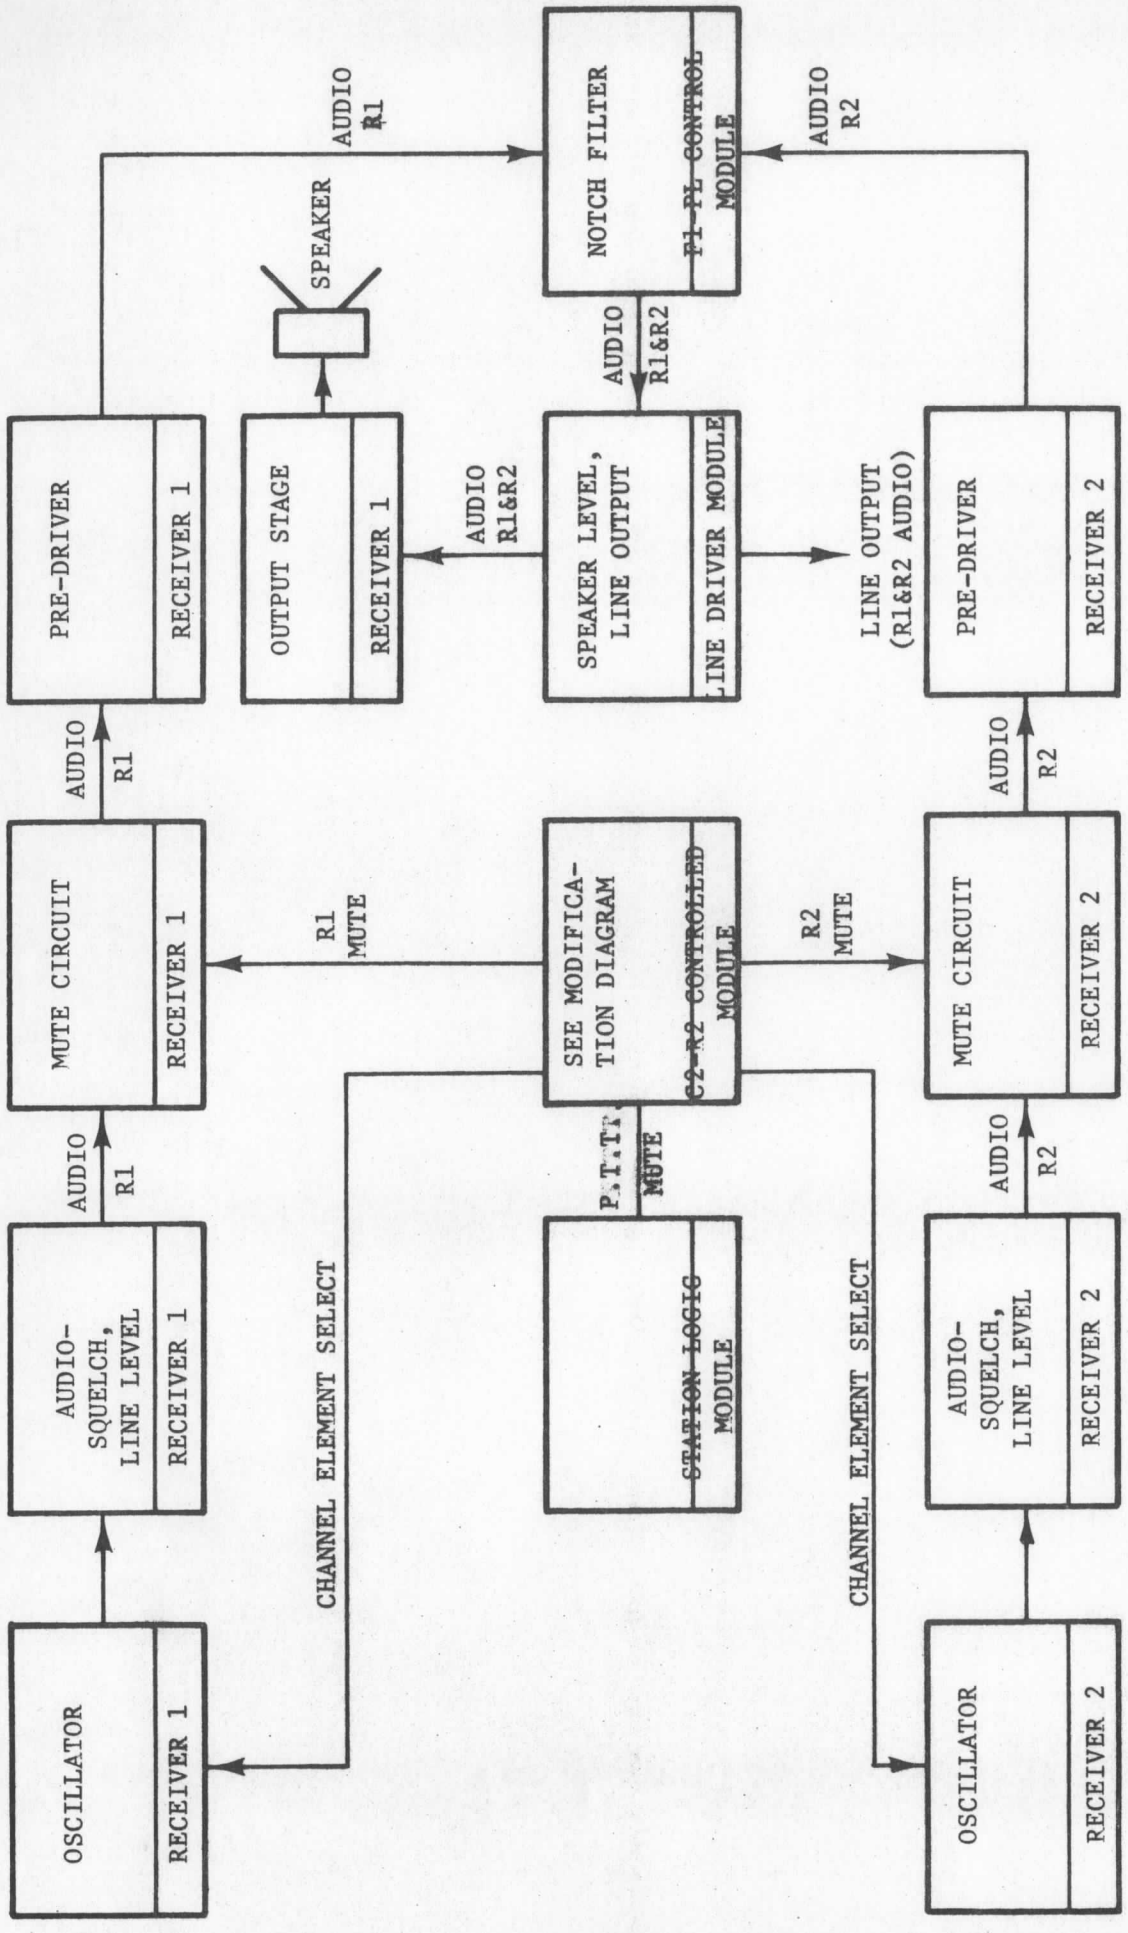 OSCILLATOR
RECEIVER 1
AUDIO-
SQUELCH,
LINE LEVEL
RECEIVER 1
AUDIO
R1
MUTE CIRCUIT
RECEIVER 1
AUDIO
R1
PRE-DRIVER
RECEIVER 1
AUDIO
R1
OUTPUT STAGE
RECEIVER 1
SPEAKER
CHANNEL ELEMENT SELECT
R1
MUTE
AUDIO
R1&R2
STATION LOGIC
MODULE
P.T.T.
MUTE
SEE MODIFICA-
TION DIAGRAM
C2-R2 CONTROLLED
MODULE
SPEAKER LEVEL,
LINE OUTPUT
LINE DRIVER MODULE
AUDIO
R1&R2
NOTCH FILTER
F1-PL CONTROL
MODULE
CHANNEL ELEMENT SELECT
R2
MUTE
LINE OUTPUT
(R1&R2 AUDIO)
AUDIO
R2
OSCILLATOR
RECEIVER 2
AUDIO-
SQUELCH,
LINE LEVEL
RECEIVER 2
AUDIO
R2
MUTE CIRCUIT
RECEIVER 2
AUDIO
R2
PRE-DRIVER
RECEIVER 2